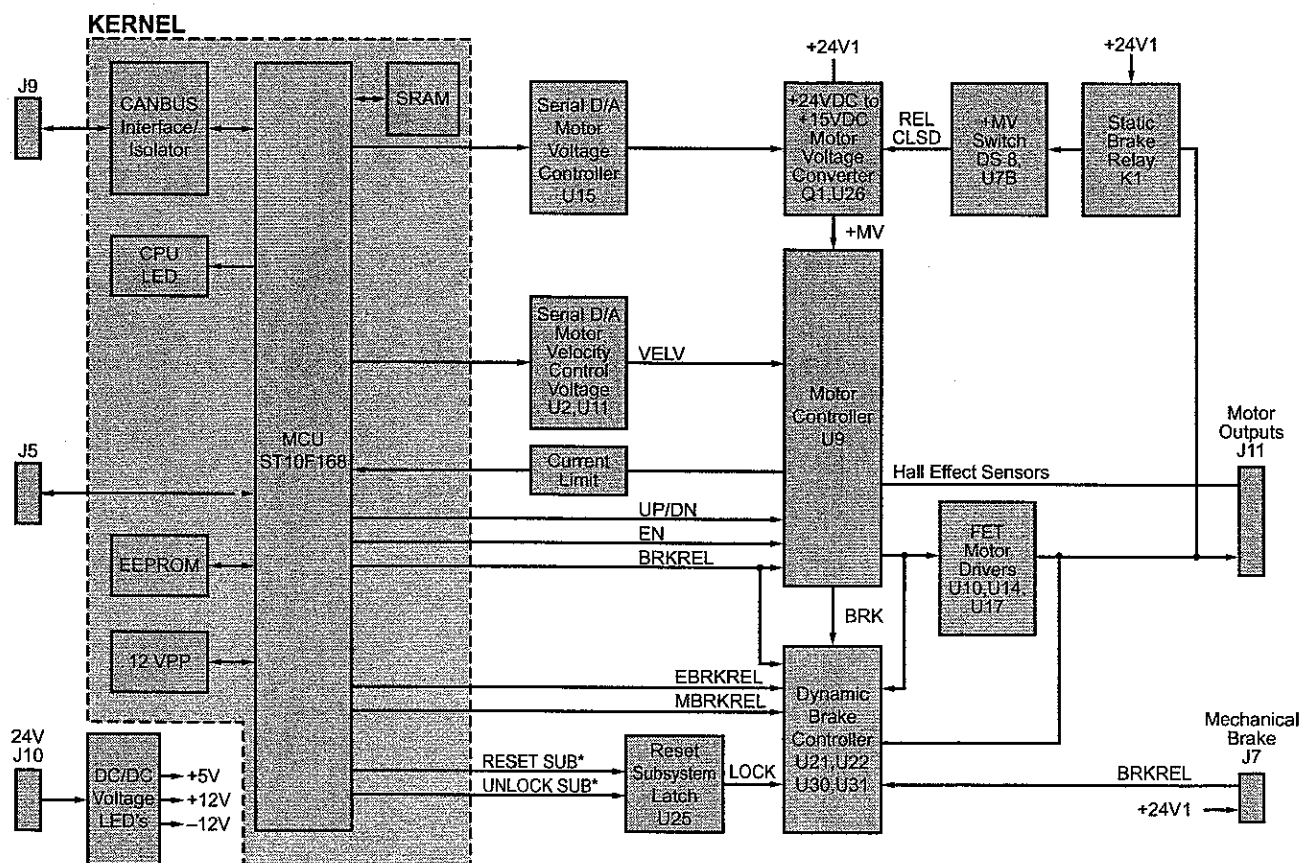 KERNEL
J9
CANBUS
Interface/
Isolator
SRAM
CPU
LED
MCU
ST10F168
J5
EEPROM
12 VPP
24V
J10
DC/DC
Voltage
LED's
+5V
+12V
–12V
Serial D/A
Motor
Voltage
Controller
U15
+24V1
+24VDC to
+15VDC
Motor
Voltage
Converter
Q1,U26
REL
CLSD
+MV
Switch
DS 8,
U7B
+24V1
Static
Brake
Relay
K1
+MV
Serial D/A
Motor
Velocity
Control
Voltage
U2,U11
VELV
Motor
Controller
U9
Current
Limit
UP/DN
EN
BRKREL
Hall Effect Sensors
Motor
Outputs
J11
FET
Motor
Drivers
U10,U14,
U17
BRK
EBRKREL
MBRKREL
Dynamic
Brake
Controller
U21,U22
U30,U31
RESET SUB*
UNLOCK SUB*
Reset
Subsystem
Latch
U25
LOCK
Mechanical
Brake
J7
BRKREL
+24V1